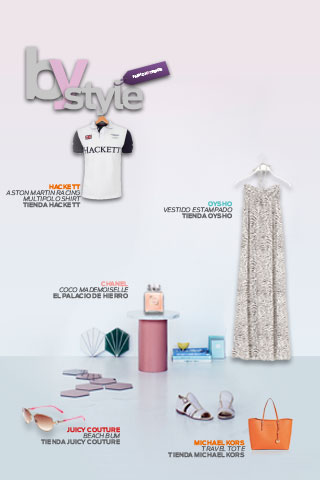 by
style
HACKETT
HACKETT
ASTON MARTIN RACING
MULTIPOLO SHIRT
TIENDA HACKETT
OYSHO
VESTIDO ESTAMPADO
TIENDA OYSHO
CHANEL
COCO MADEMOISELLE
EL PALACIO DE HIERRO
JUICY COUTURE
BEACH BUM
TIENDA JUICY COUTURE
MICHAEL KORS
TRAVEL TOTE
TIENDA MICHAEL KORS